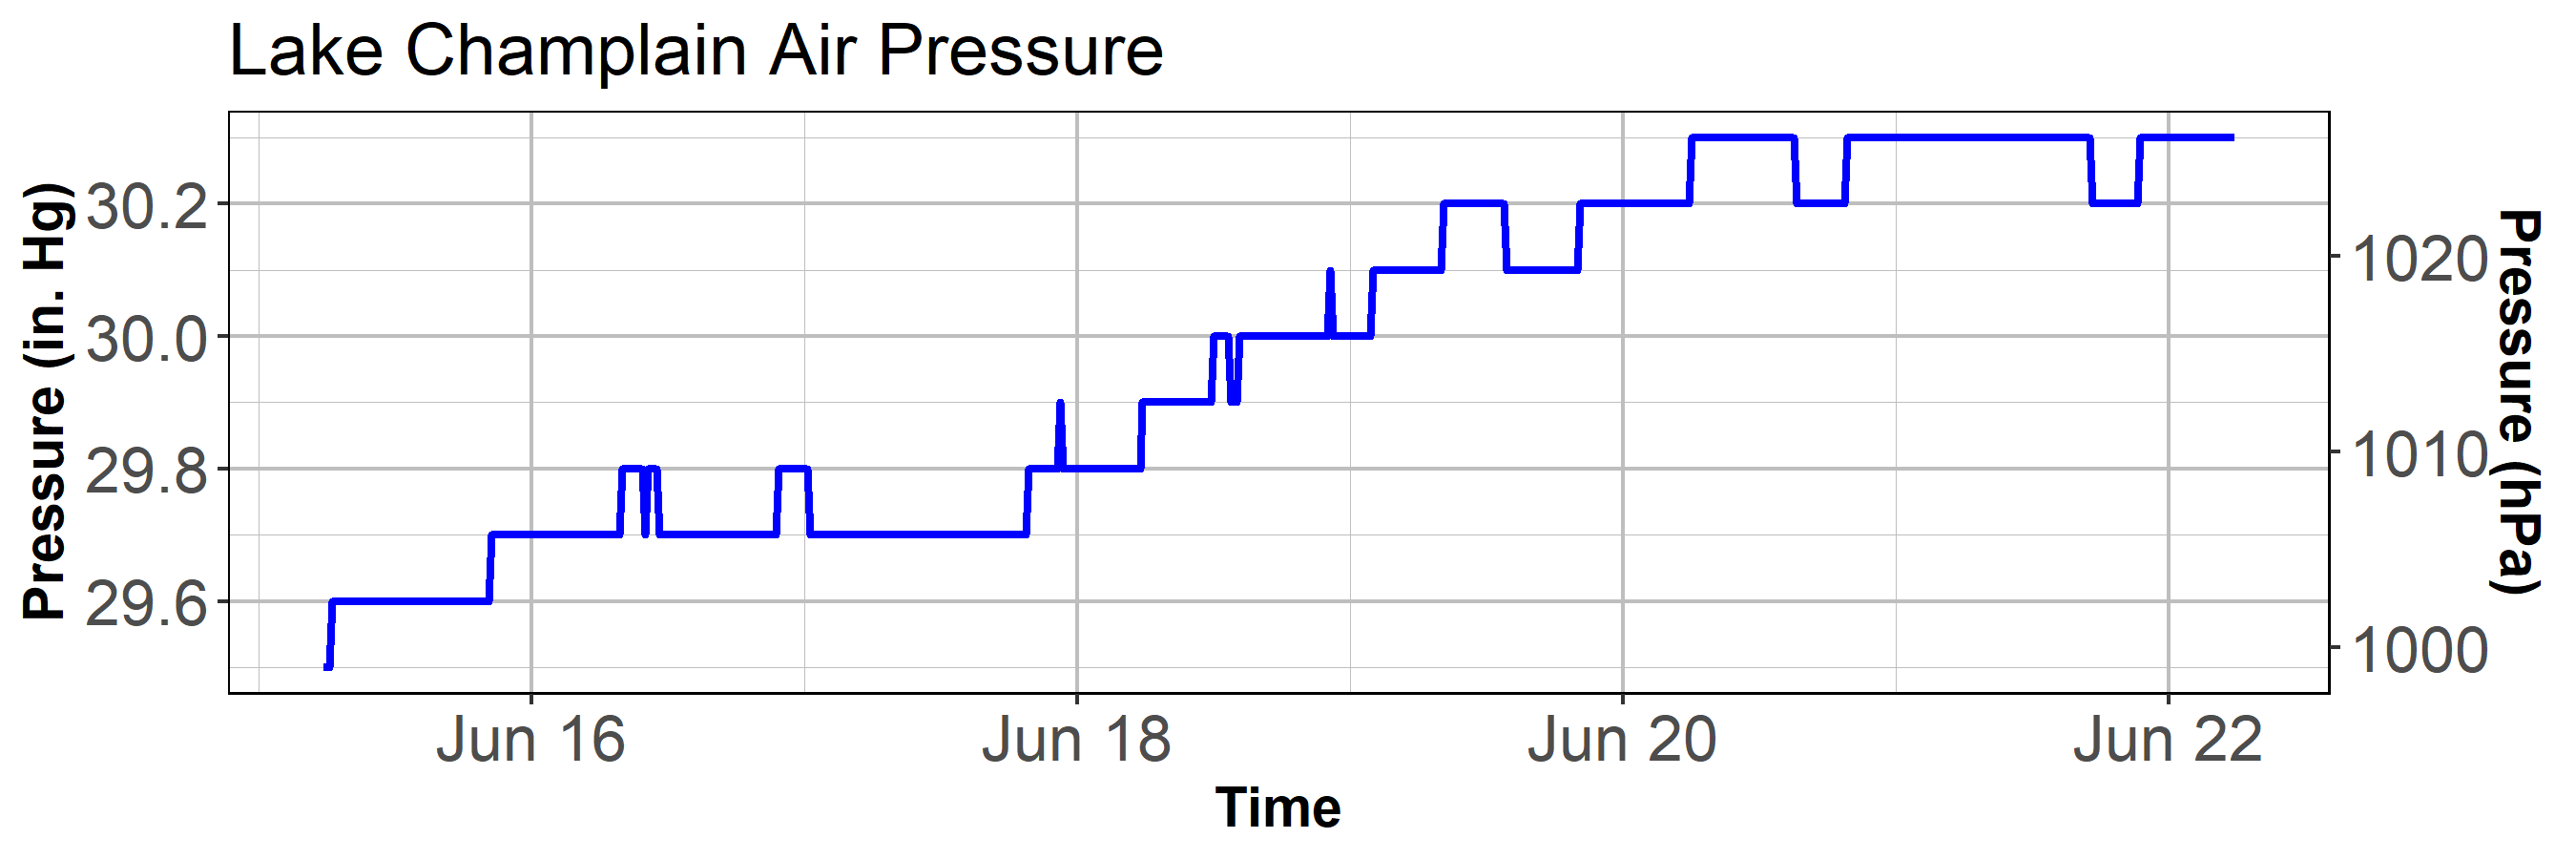 Lake Champlain Air Pressure
Pressure (in. Hg)
30.2
30.0
29.8
29.6
1020
1010
1000
Pressure (hPa)
Jun 16 Jun 18 Jun 20 Jun 22
Time